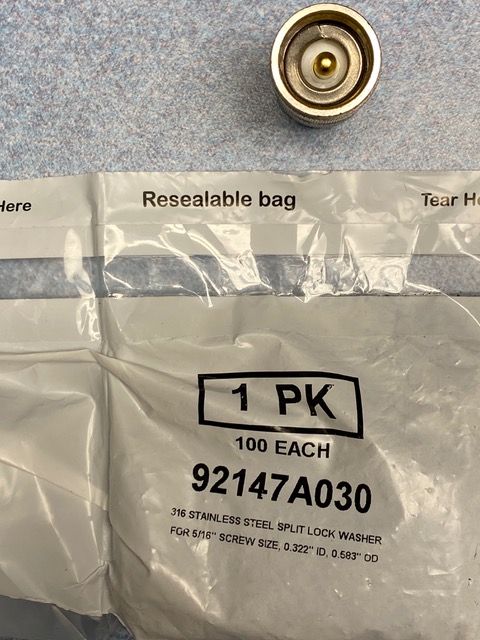 Here
Resealable bag
Tear
1 PK
100 EACH
92147A030
316 STAINLESS STEEL SPLIT LOCK WASHER
FOR 5/16" SCREW SIZE, 0.322" ID, 0.583" OD